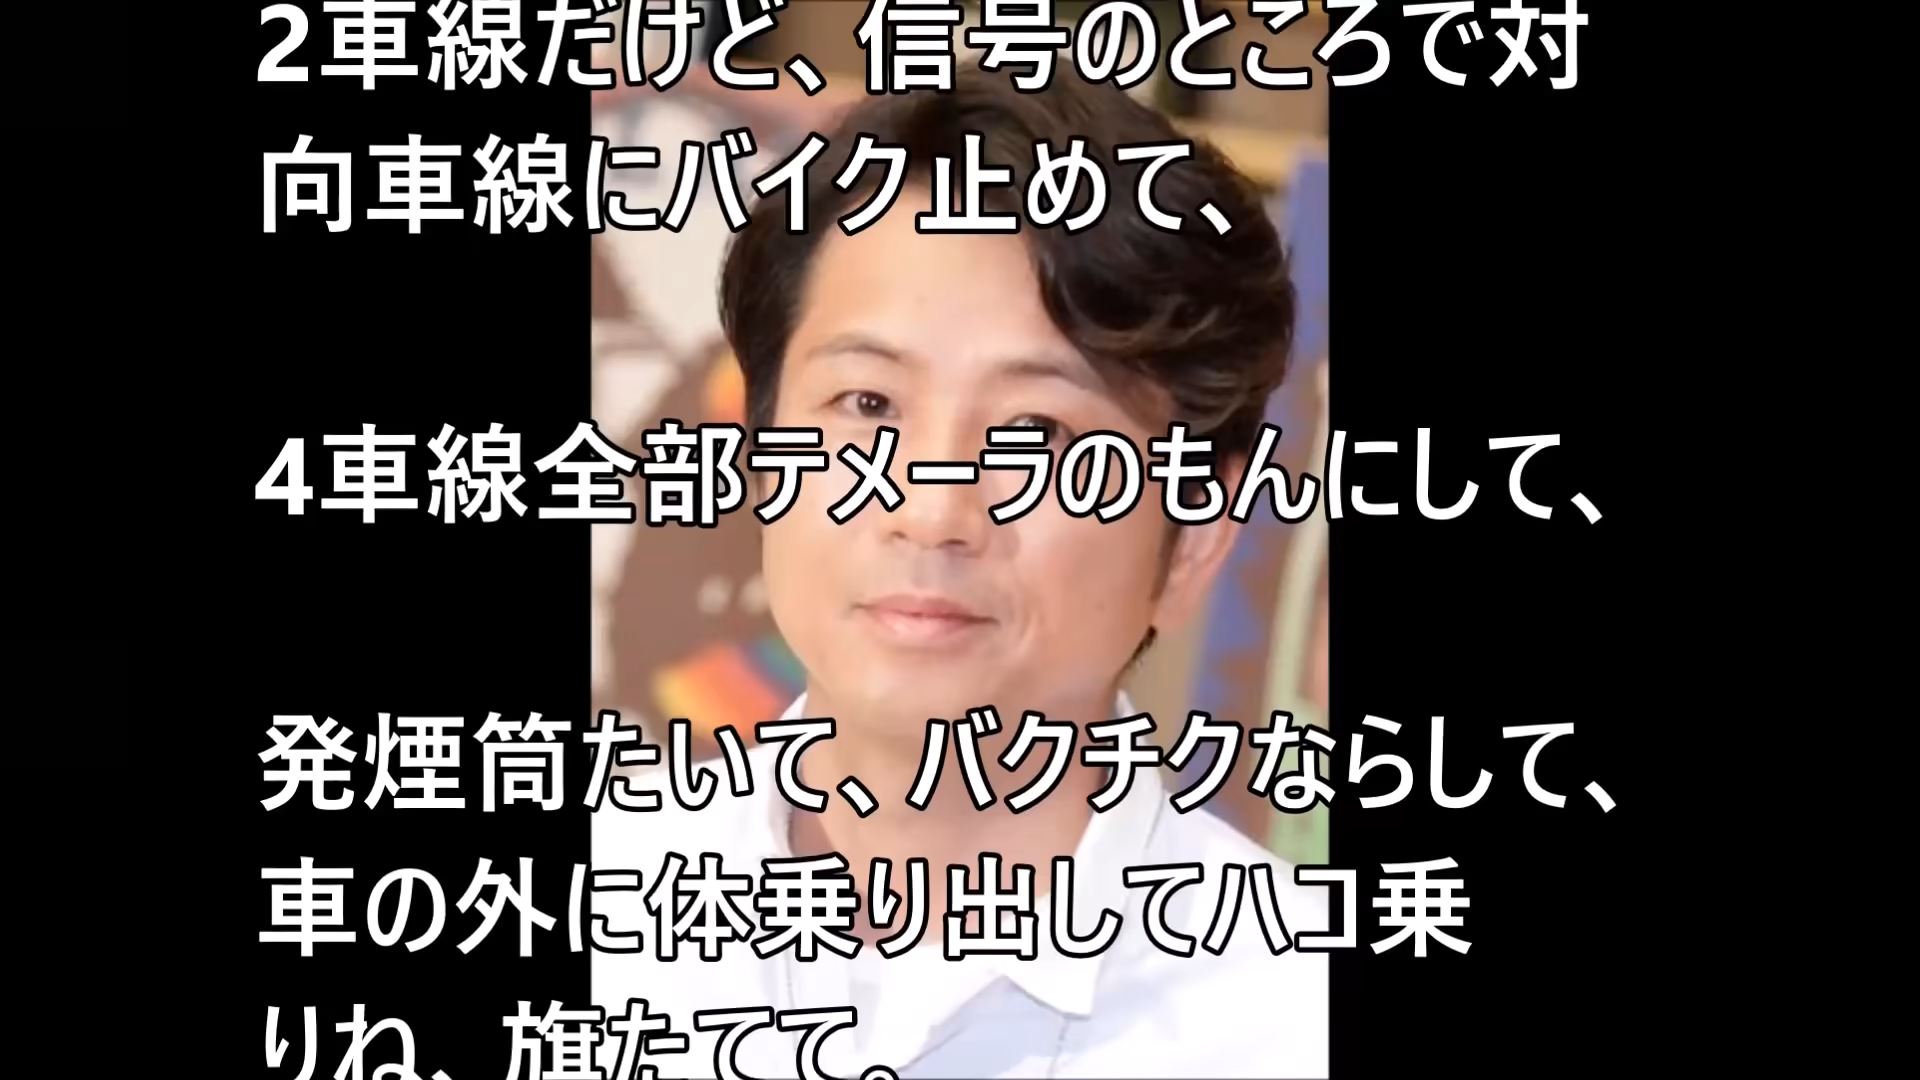 2車線だけど、信号のところで対
向車線にバイク止めて、
4車線全部テメーラのもんにして、
発煙筒たいて、バクチクならして、
車の外に体乗り出してハコ乗
りね、旗たてて。